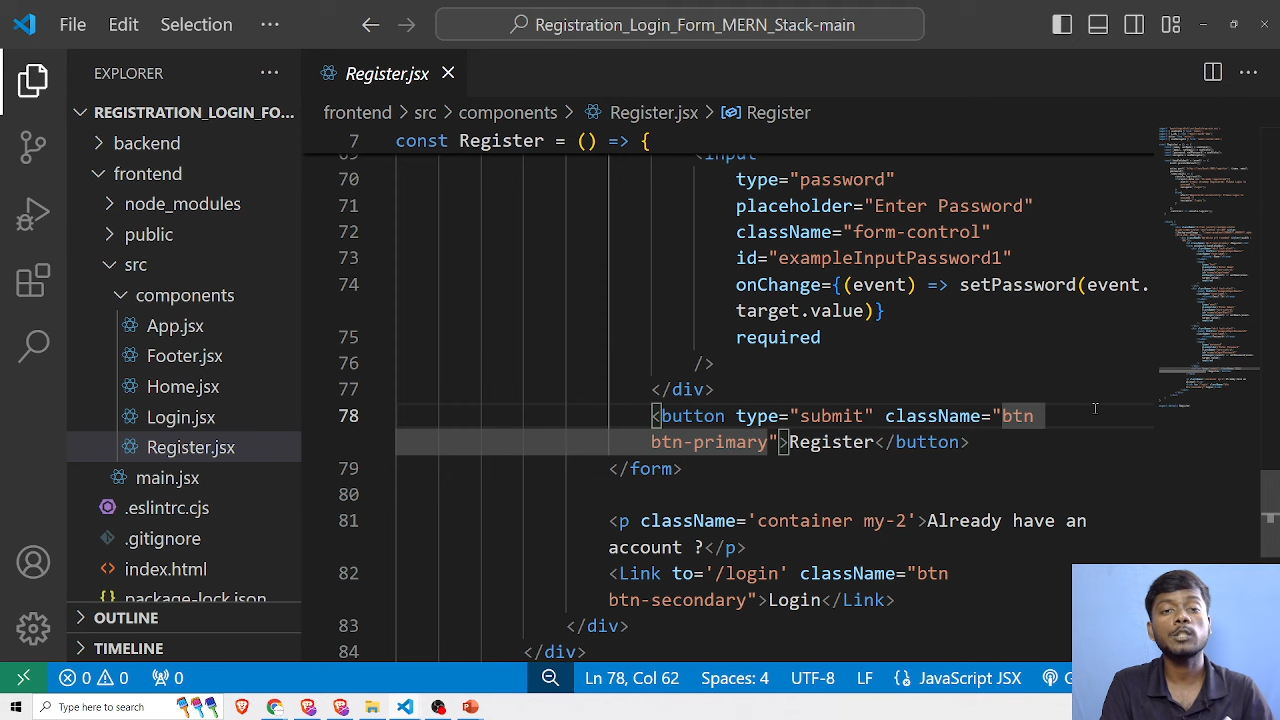 File Edit Selection ···
Registration_Login_Form_MERN_Stack-main
EXPLORER ···
REGISTRATION_LOGIN_FO...
backend
frontend
node_modules
public
src
components
App.jsx
Footer.jsx
Home.jsx
Login.jsx
Register.jsx
main.jsx
.eslintrc.cjs
.gitignore
index.html
package-lock.json
OUTLINE
TIMELINE
Register.jsx
frontend > src > components > Register.jsx > Register
7 const Register = () => {
69 <input
70 type="password"
71 placeholder="Enter Password"
72 className="form-control"
73 id="exampleInputPassword1"
74 onChange={(event) => setPassword(event.
target.value)}
75 required
76 />
77 </div>
78 <button type="submit" className="btn
btn-primary">Register</button>
79 </form>
80
81 <p className='container my-2'>Already have an
account ?</p>
82 <Link to='/login' className="btn
btn-secondary">Login</Link>
83 </div>
84 </div>
0 0 0 Ln 78, Col 62 Spaces: 4 UTF-8 LF JavaScript JSX
Type here to search